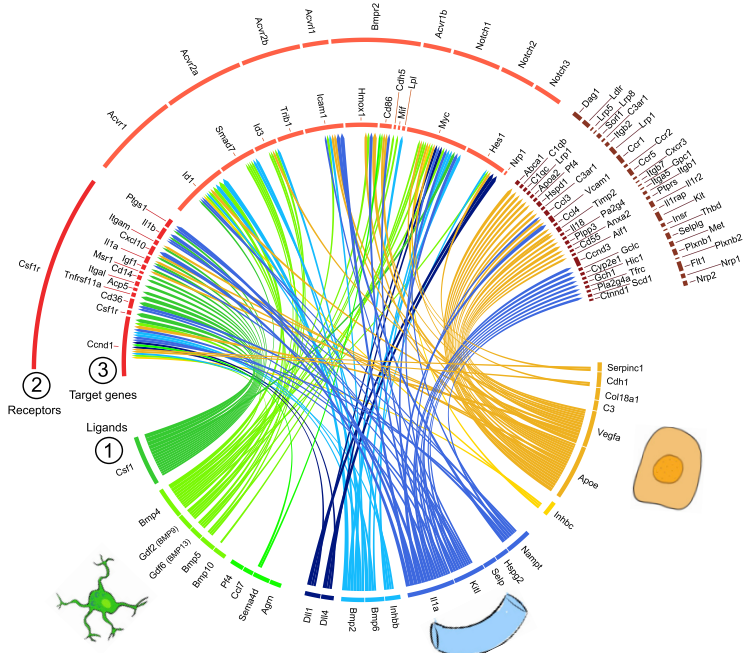 Acvr1
Acvr2a
Acvr2b
Acvrl1
Bmpr2
Acvr1b
Notch1
Notch2
Notch3
Dag1
Ldlr
Lrp5
Lrp8
Sorl1
C3ar1
Itgb2
Lrp1
Ccr1
Ccr2
Ccr5
Cxcr3
Itgb7
Gpc1
Itga5
Itgb1
Ptprs
Il1r2
Il1rap
Kit
Insr
Thbd
Selplg
Met
Plxnb1
Plxnb2
Flt1
Nrp1
Nrp2
Id1
Smad7
Id3
Trib1
Icam1
Hmox1
Cd86
Cdh5
Mif
Lpl
Myc
Hes1
Nrp1
Abca1
C1qb
C1qc
Lrp1
Apoa2
Pf4
Hspd1
C3ar1
Ccl3
Vcam1
Ccl4
Timp2
Il18
Pa2g4
Plpp3
Anxa2
Cd55
Aif1
Ccnd3
Gclc
Cyp2e1
Hic1
Gch1
Tfrc
Pla2g4a
Scd1
Ctnnd1
Ptgs1
Il1b
Itgam
Cxcl10
Il1a
Igf1
Msr1
Cd14
Itgal
Acp5
Tnfrsf11a
Cd36
Csf1r
Ccnd1
Csf1r
2
Receptors
3
Target genes
Ligands
1
Csf1
Bmp4
Gdf2 (BMP9)
Gdf6 (BMP13)
Bmp5
Bmp10
Pf4
Ccl7
Sema4d
Agrn
Dll1
Dll4
Bmp2
Bmp6
Inhbb
Il1a
Kitl
Selp
Hspg2
Nampt
Inhbc
Apoe
Vegfa
C3
Col18a1
Cdh1
Serpinc1